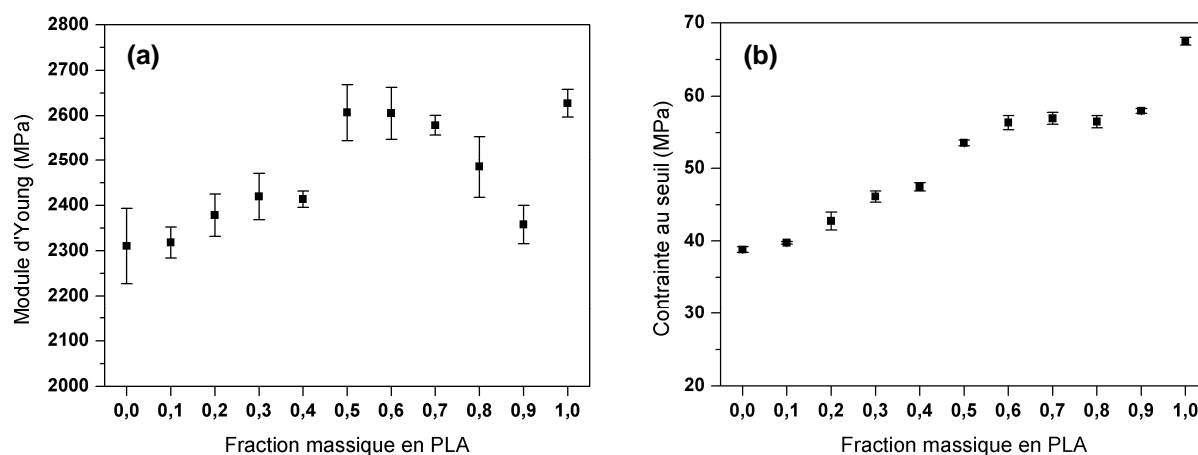 (a)
Module d'Young (MPa)
2800
2700
2600
2500
2400
2300
2200
2100
2000
0,0 0,1 0,2 0,3 0,4 0,5 0,6 0,7 0,8 0,9 1,0
Fraction massique en PLA
(b)
Contrainte au seuil (MPa)
70
60
50
40
30
20
0,0 0,1 0,2 0,3 0,4 0,5 0,6 0,7 0,8 0,9 1,0
Fraction massique en PLA